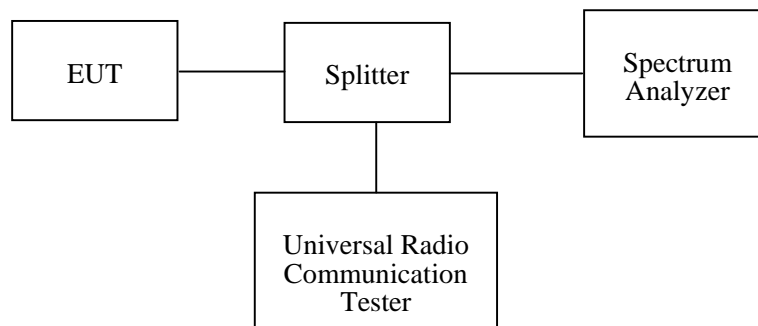 EUT
Splitter
Spectrum
Analyzer
Universal Radio
Communication
Tester